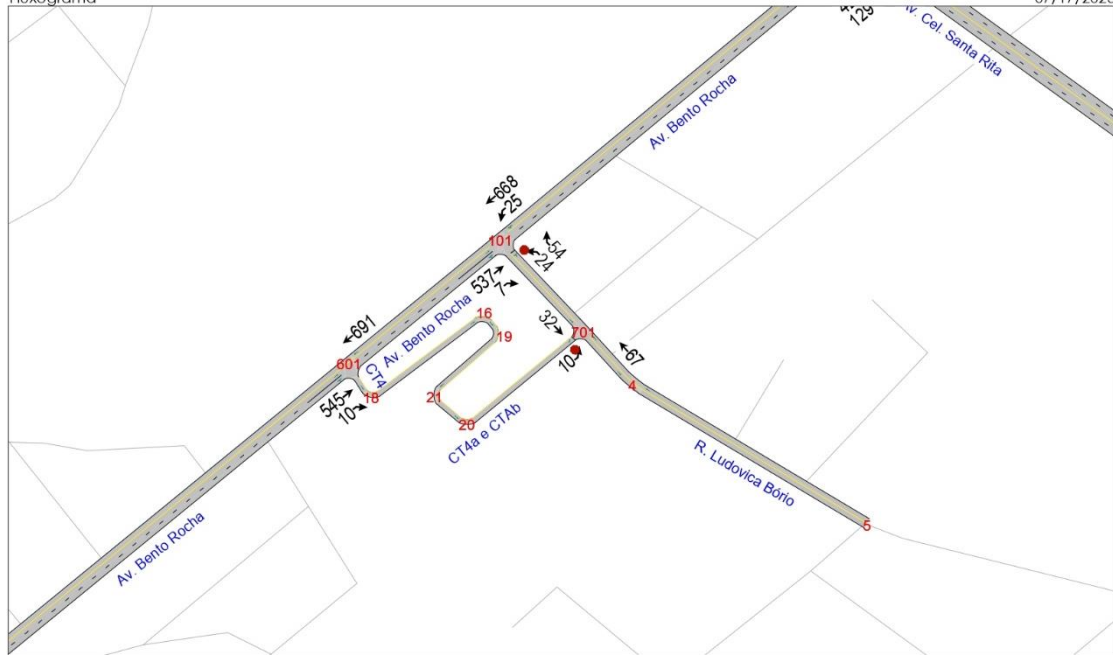 Fluxograma
129
Av. Cel. Santa Rita
Av. Bento Rocha
668
25
101
54
24
537
7
Av. Bento Rocha
16
19
32
701
10
67
4
691
601
CT4
545
10
18
21
20
CT4a e CTAb
R. Ludovica Bório
5
Av. Bento Rocha